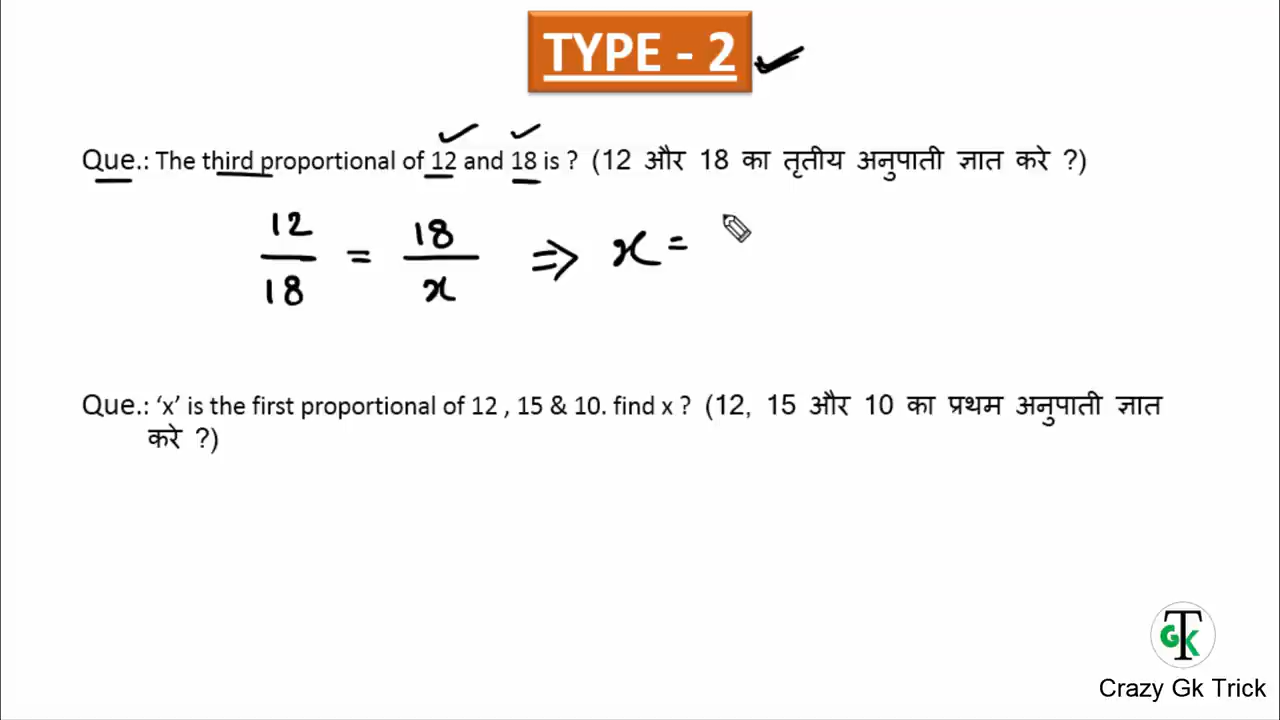 TYPE - 2
Que.: The third proportional of 12 and 18 is ? (12 और 18 का तृतीय अनुपाती ज्ञात करे ?)
12/18 = 18/x ⇒ x =
Que.: ‘x’ is the first proportional of 12 , 15 & 10. find x ? (12, 15 और 10 का प्रथम अनुपाती ज्ञात
करे ?)
GTK
Crazy Gk Trick